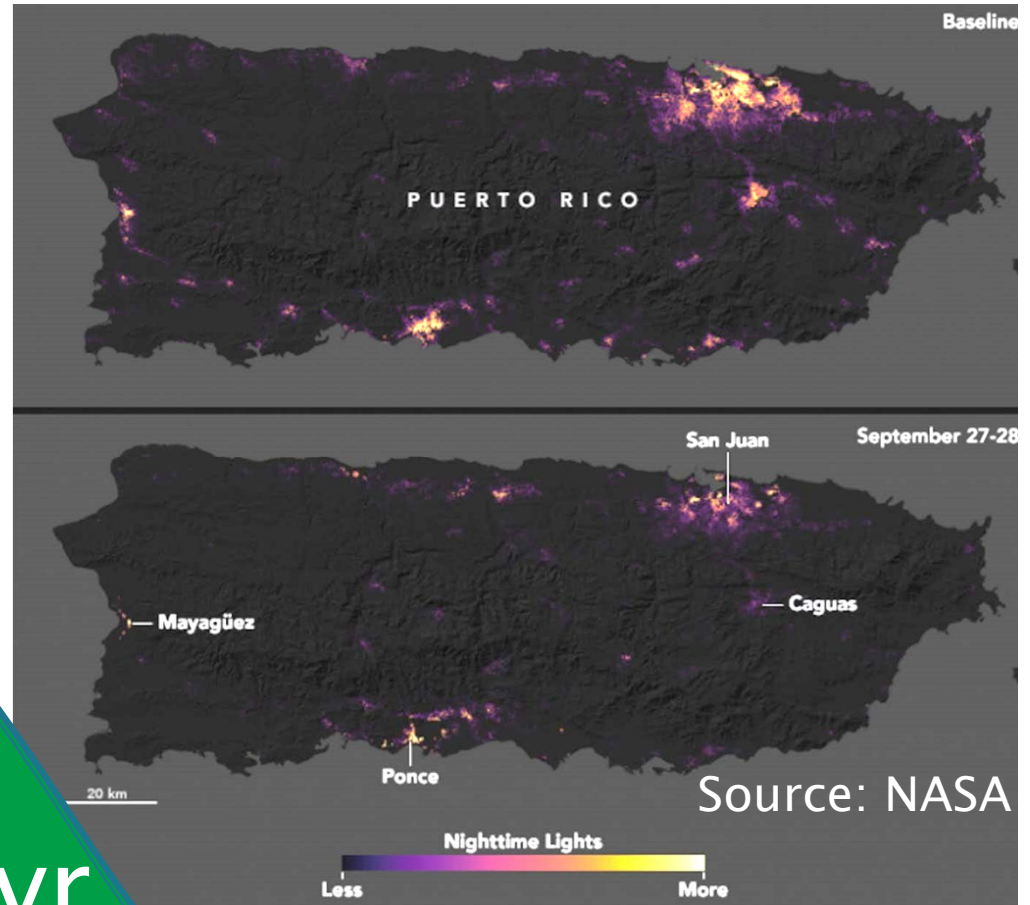 Baseline
PUERTO RICO
San Juan
September 27-28
Caguas
Mayagüez
Ponce
20 km
Source: NASA
Nighttime Lights
Less
More
yr